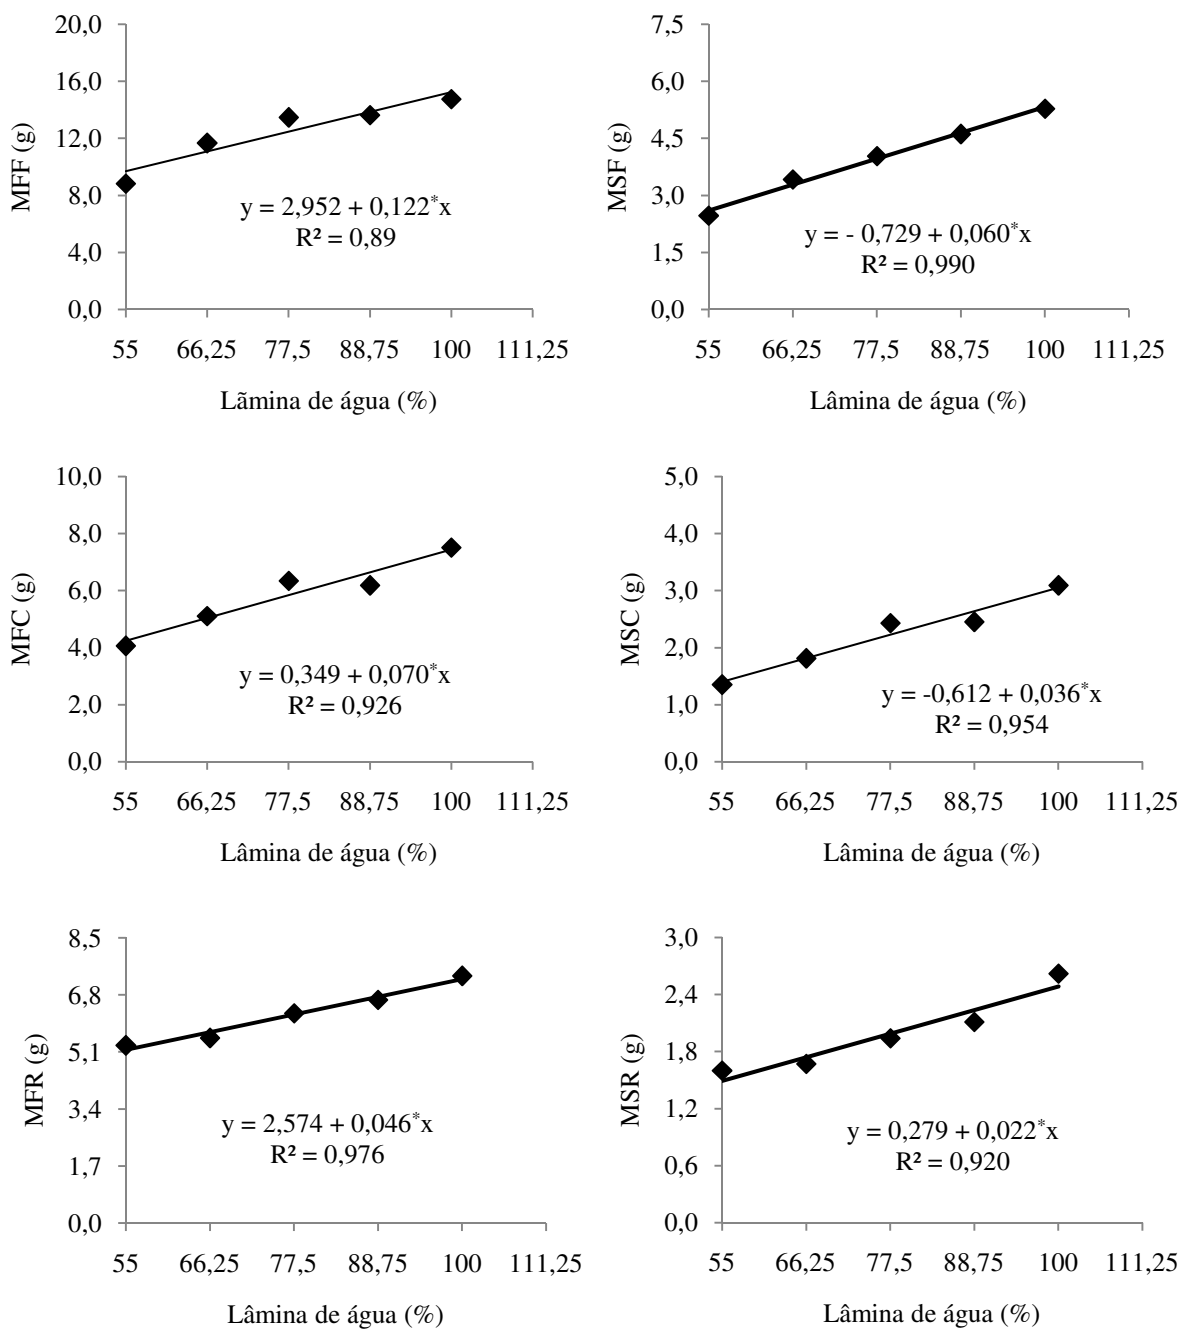 20,0
16,0
12,0
8,0
4,0
0,0
MFF (g)
y = 2,952 + 0,122*x
R² = 0,89
55 66,25 77,5 88,75 100 111,25
Lãmina de água (%)
7,5
6,0
4,5
3,0
1,5
0,0
MSF (g)
y = - 0,729 + 0,060*x
R² = 0,990
55 66,25 77,5 88,75 100 111,25
Lâmina de água (%)
10,0
8,0
6,0
4,0
2,0
0,0
MFC (g)
y = 0,349 + 0,070*x
R² = 0,926
55 66,25 77,5 88,75 100 111,25
Lâmina de água (%)
5,0
4,0
3,0
2,0
1,0
0,0
MSC (g)
y = -0,612 + 0,036*x
R² = 0,954
55 66,25 77,5 88,75 100 111,25
Lâmina de água (%)
8,5
6,8
5,1
3,4
1,7
0,0
MFR (g)
y = 2,574 + 0,046*x
R² = 0,976
55 66,25 77,5 88,75 100 111,25
Lâmina de água (%)
3,0
2,4
1,8
1,2
0,6
0,0
MSR (g)
y = 0,279 + 0,022*x
R² = 0,920
55 66,25 77,5 88,75 100 111,25
Lâmina de água (%)